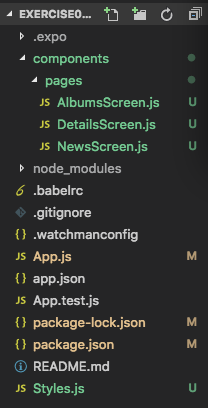 EXERCISE0...
.expo
components
pages
JS AlbumsScreen.js U
JS DetailsScreen.js U
JS NewsScreen.js U
node_modules
.babelrc
.gitignore
{ } .watchmanconfig
JS App.js M
{ } app.json
JS App.test.js
{ } package-lock.json M
{ } package.json M
README.md
JS Styles.js U